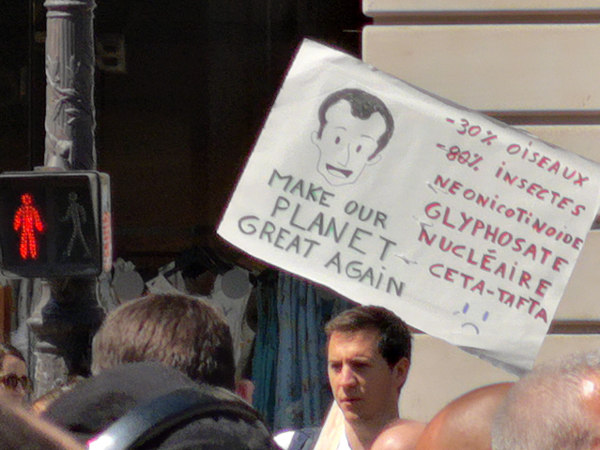 MAKE OUR
PLANET
GREAT AGAIN
-30% OISEAUX
-80% INSECTES
NEONICOTINOIDE
GLYPHOSATE
NUCLÉAIRE
CETA-TAFTA